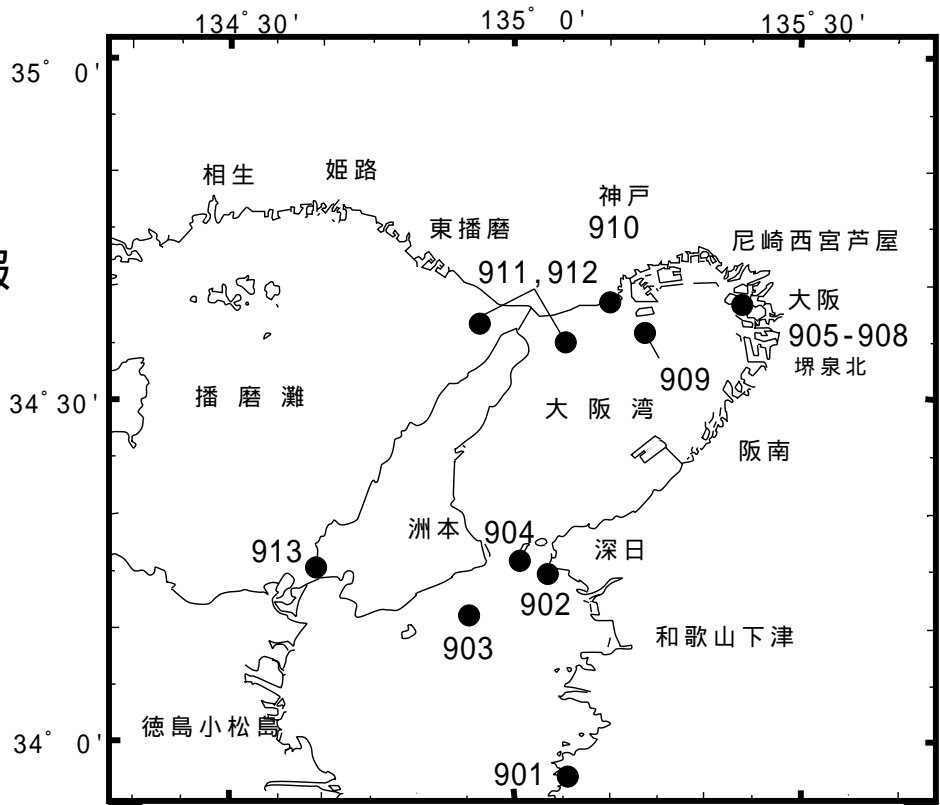 134°30'
135°0'
135°30'
35°0'
相生
姫路
神戸
910
東播磨
尼崎西宮芦屋
報
911,912
大阪
905-908
堺泉北
909
34°30'
播磨灘
大阪湾
阪南
洲本
904
深日
913
902
903
和歌山下津
徳島小松島
34°0'
901